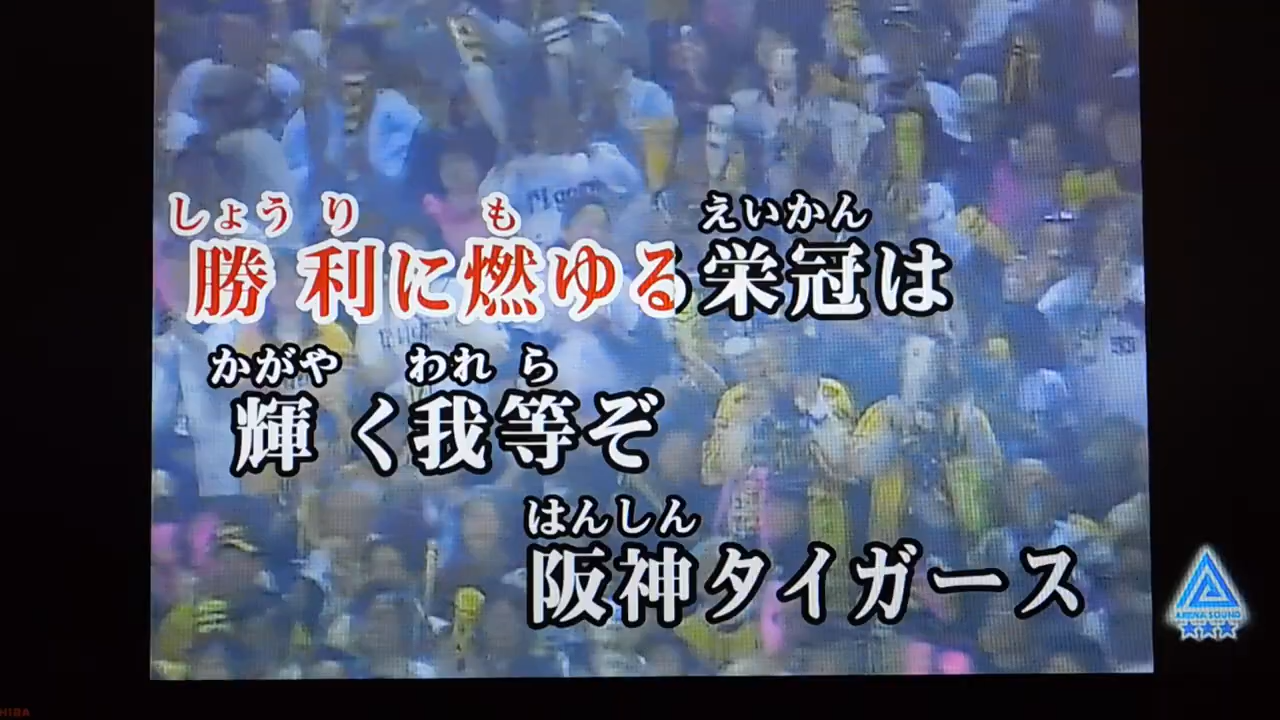 しょう り も えいかん
勝利に燃ゆる栄冠は
かがや われ ら
輝く我等ぞ
はんしん
阪神タイガース
ARENA SOUND